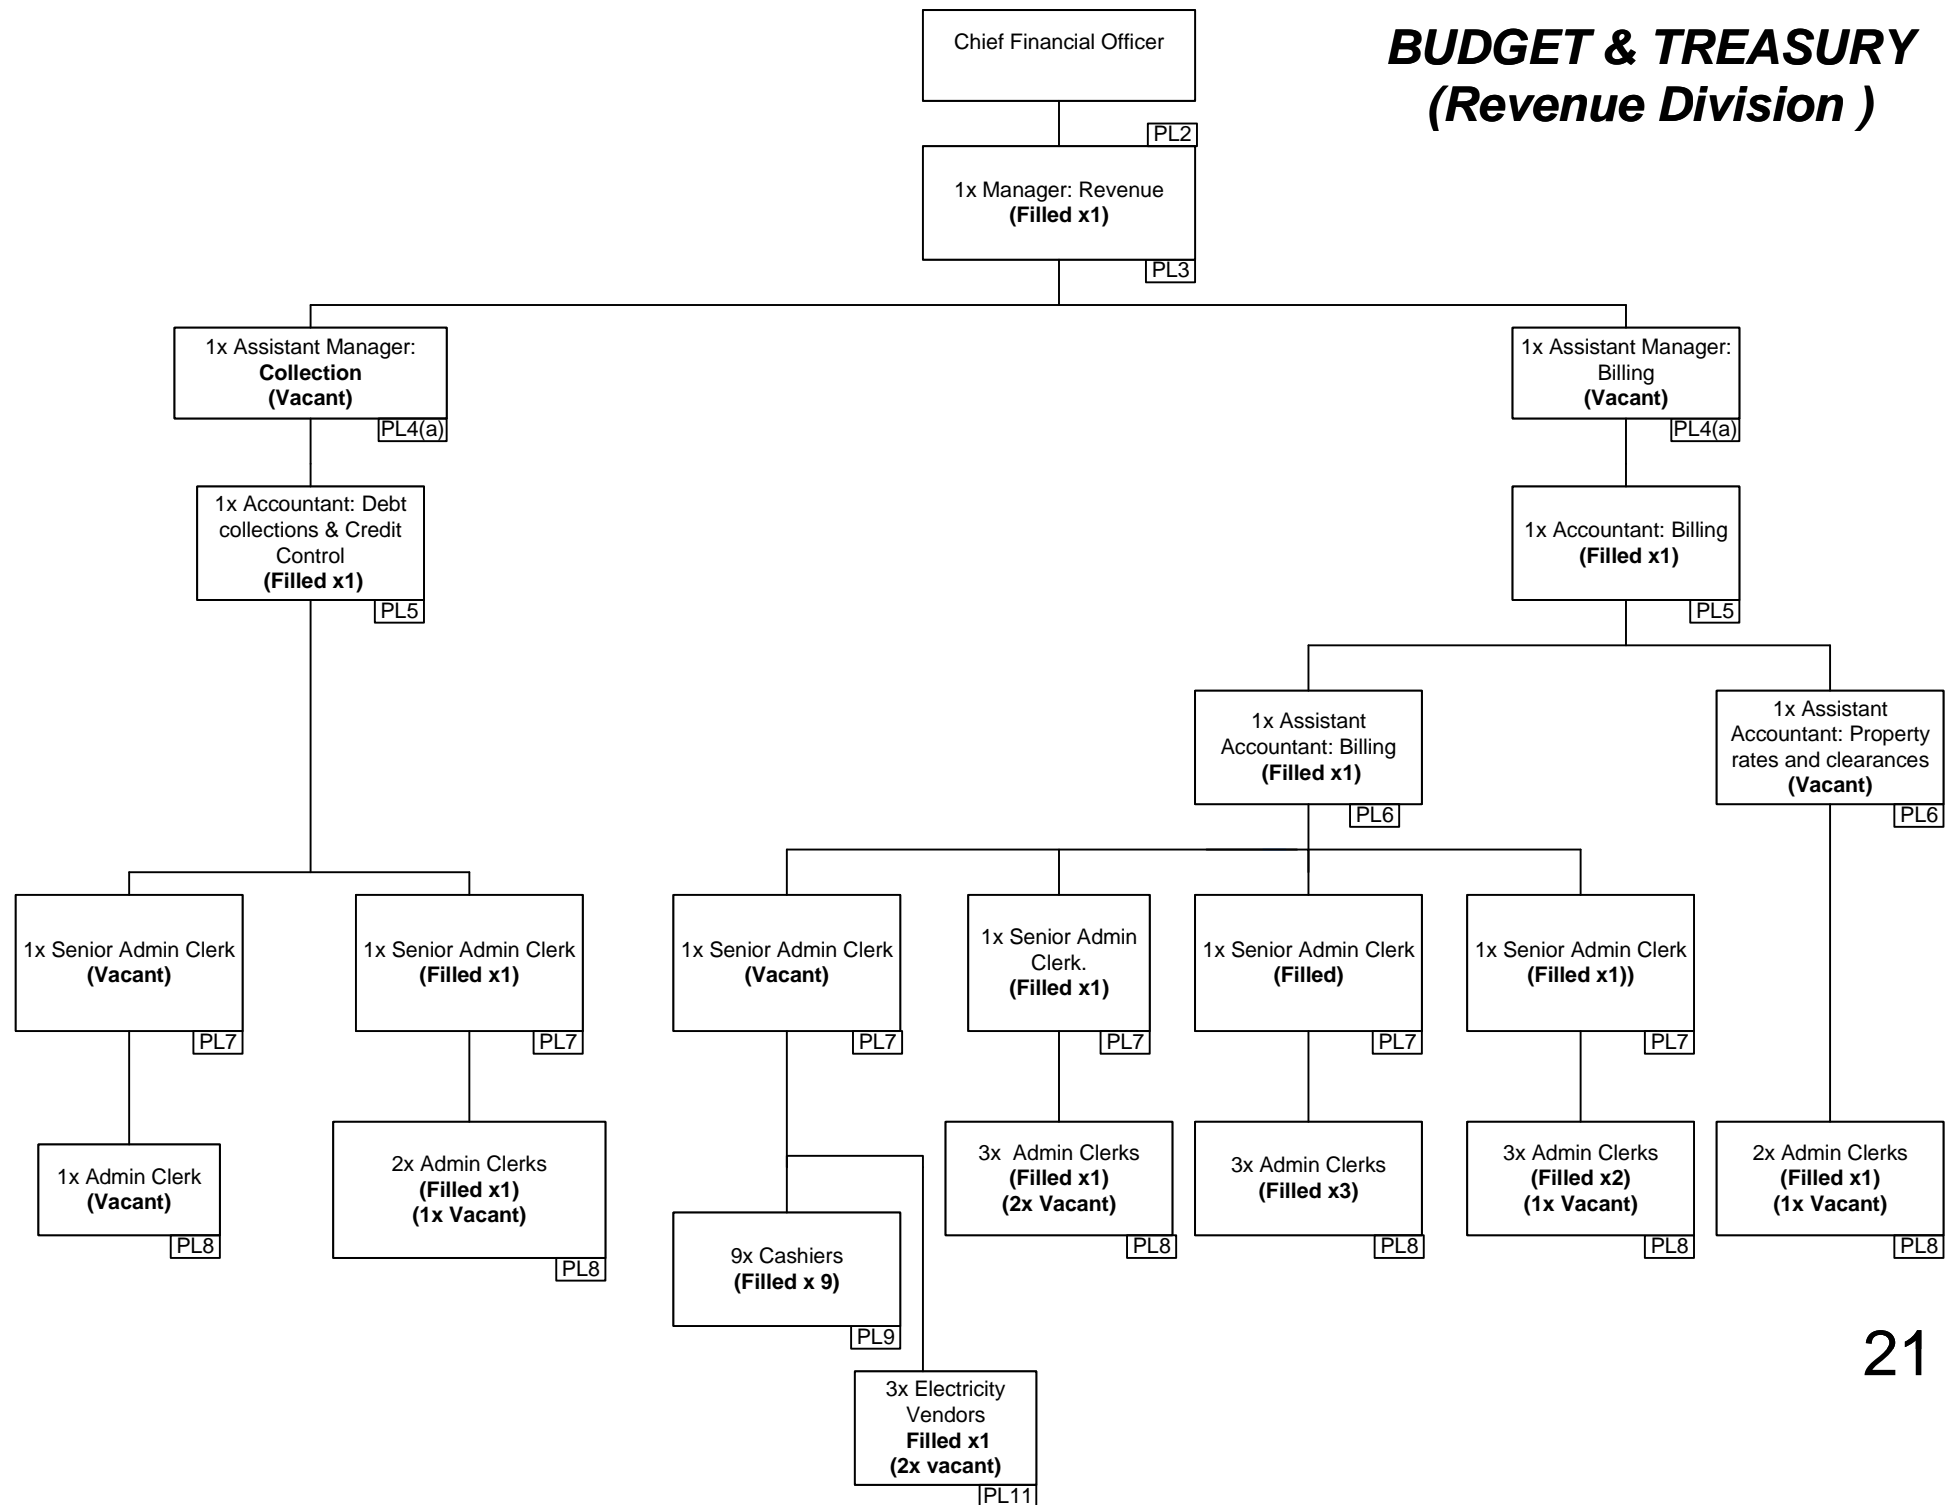 BUDGET & TREASURY
(Revenue Division )
Chief Financial Officer
PL2
1x Manager: Revenue
(Filled x1)
PL3
1x Assistant Manager:
Collection
(Vacant)
PL4(a)
1x Assistant Manager:
Billing
(Vacant)
PL4(a)
1x Accountant: Debt
collections & Credit
Control
(Filled x1)
PL5
1x Accountant: Billing
(Filled x1)
PL5
1x Assistant
Accountant: Billing
(Filled x1)
PL6
1x Assistant
Accountant: Property
rates and clearances
(Vacant)
PL6
1x Senior Admin Clerk
(Vacant)
PL7
1x Senior Admin Clerk
(Filled x1)
PL7
1x Senior Admin Clerk
(Vacant)
PL7
1x Senior Admin
Clerk.
(Filled x1)
PL7
1x Senior Admin Clerk
(Filled)
PL7
1x Senior Admin Clerk
(Filled x1))
PL7
1x Admin Clerk
(Vacant)
PL8
2x Admin Clerks
(Filled x1)
(1x Vacant)
PL8
9x Cashiers
(Filled x 9)
PL9
3x Admin Clerks
(Filled x1)
(2x Vacant)
PL8
3x Admin Clerks
(Filled x3)
PL8
3x Admin Clerks
(Filled x2)
(1x Vacant)
PL8
2x Admin Clerks
(Filled x1)
(1x Vacant)
PL8
3x Electricity
Vendors
Filled x1
(2x vacant)
PL11
21